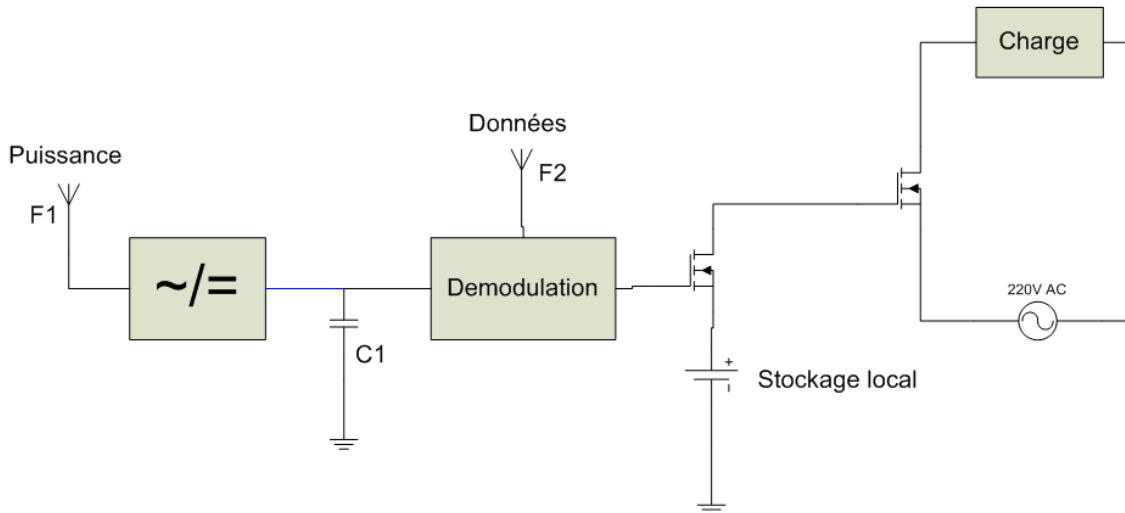 Charge
Données
Puissance
F2
F1
~/=
Demodulation
220V AC
C1
+
Stockage local
-